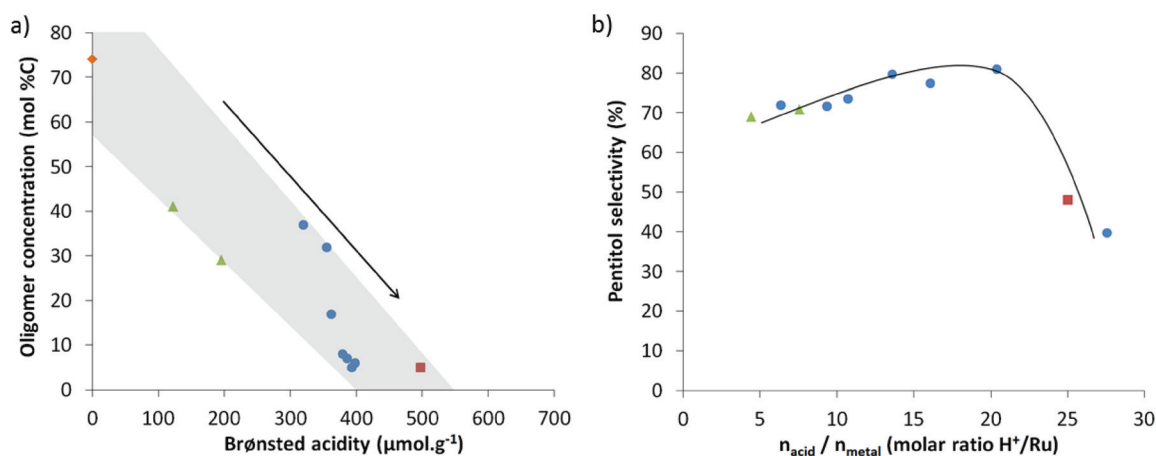 a)
Oligomer concentration (mol %C)
80
70
60
50
40
30
20
10
0
0 100 200 300 400 500 600 700
Brønsted acidity (µmol.g⁻¹)
b)
Pentitol selectivity (%)
90
80
70
60
50
40
30
20
10
0
0 5 10 15 20 25 30
n_acid / n_metal (molar ratio H⁺/Ru)